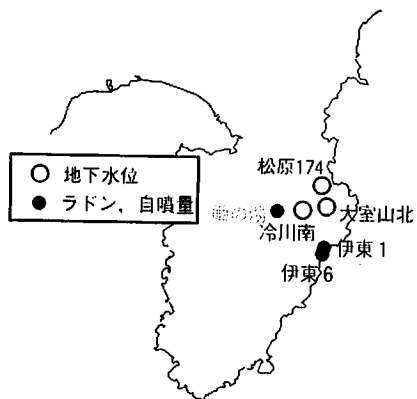 松原174
○ 地下水位
● ラドン，自噴量
大室山北
冷川南
伊東1
伊東6